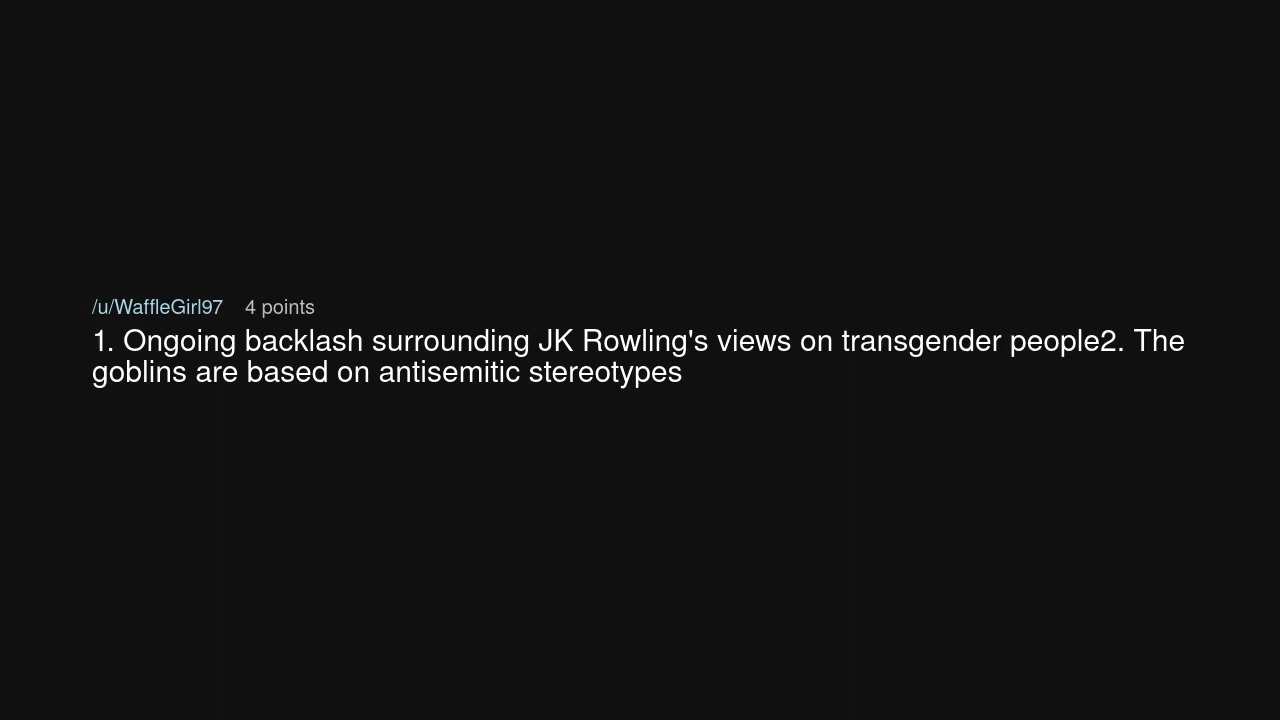 /u/WaffleGirl97 4 points
1. Ongoing backlash surrounding JK Rowling's views on transgender people2. The
goblins are based on antisemitic stereotypes